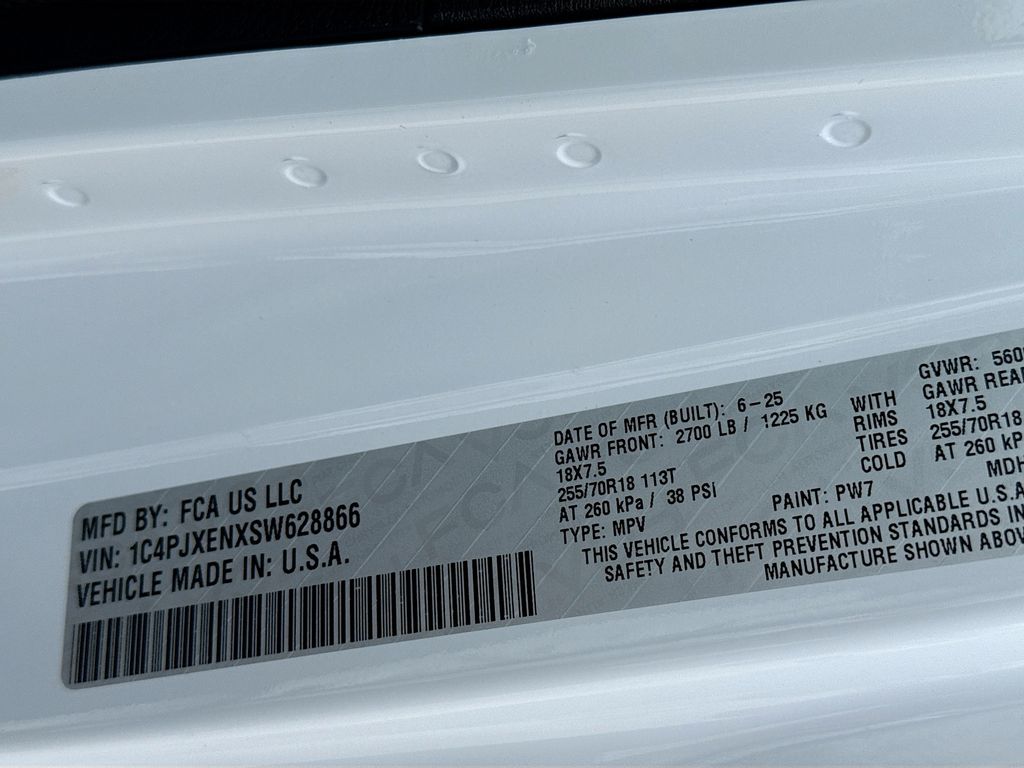 MFD BY: FCA US LLC
VIN: 1C4PJXENXSW628866
VEHICLE MADE IN: U.S.A.
DATE OF MFR (BUILT): 6-25
GAWR FRONT: 2700 LB / 1225 KG
18X7.5
255/70R18 113T
AT 260 kPa / 38 PSI
TYPE: MPV
WITH
RIMS
TIRES
COLD
GVWR:
GAWR REAR
18X7.5
255/70R18
AT 260 kP
MDH
PAINT: PW7
THIS VEHICLE CONFORMS TO ALL APPLICABLE U.S.A.
SAFETY AND THEFT PREVENTION STANDARDS IN
MANUFACTURE SHOWN ABOV